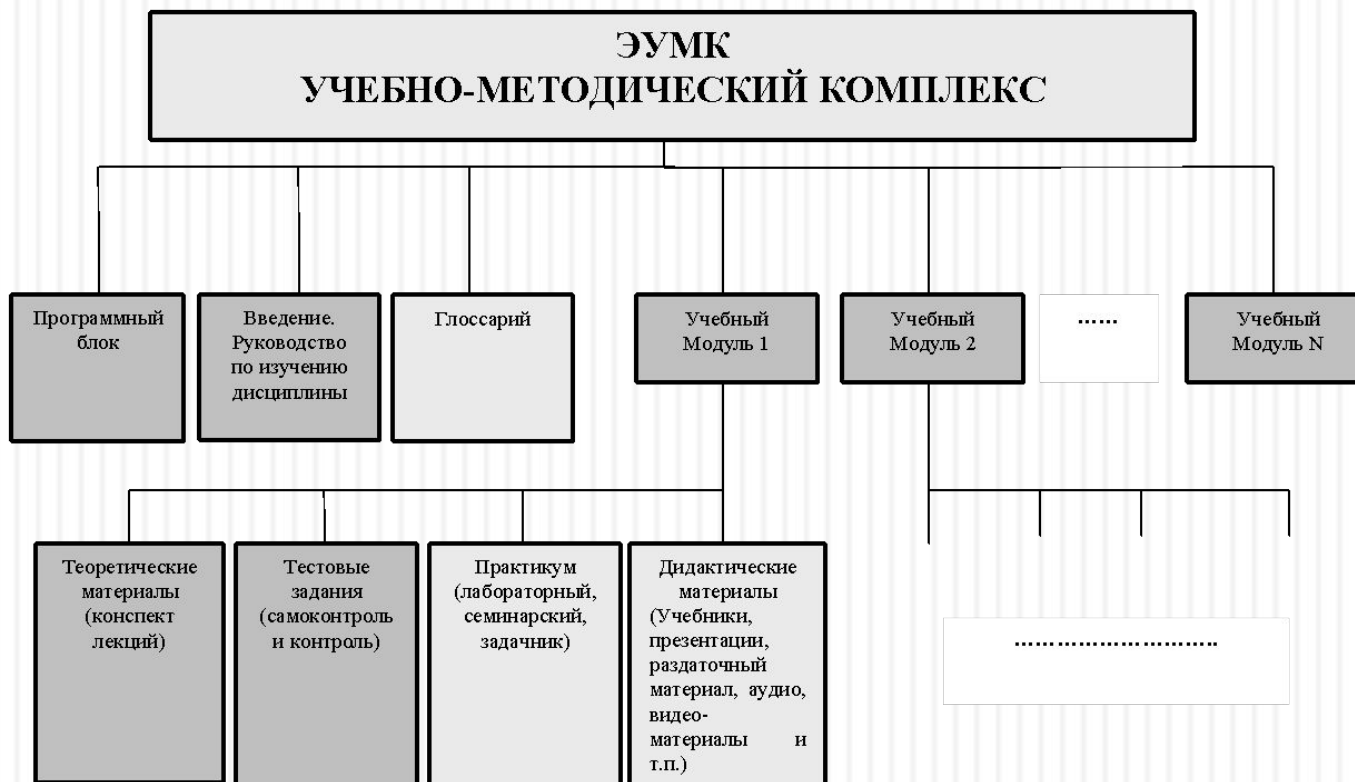 ЭУМК
УЧЕБНО-МЕТОДИЧЕСКИЙ КОМПЛЕКС
Программный
блок
Введение.
Руководство
по изучению
дисциплины
Глоссарий
Учебный
Модуль 1
Учебный
Модуль 2
……
Учебный
Модуль N
Теоретические
материалы
(конспект
лекций)
Тестовые
задания
(самоконтроль
и контроль)
Практикум
(лабораторный,
семинарский,
задачник)
Дидактические
материалы
(Учебники,
презентации,
раздаточный
материал, аудио,
видео-
материалы и
т.п.)
………………………..